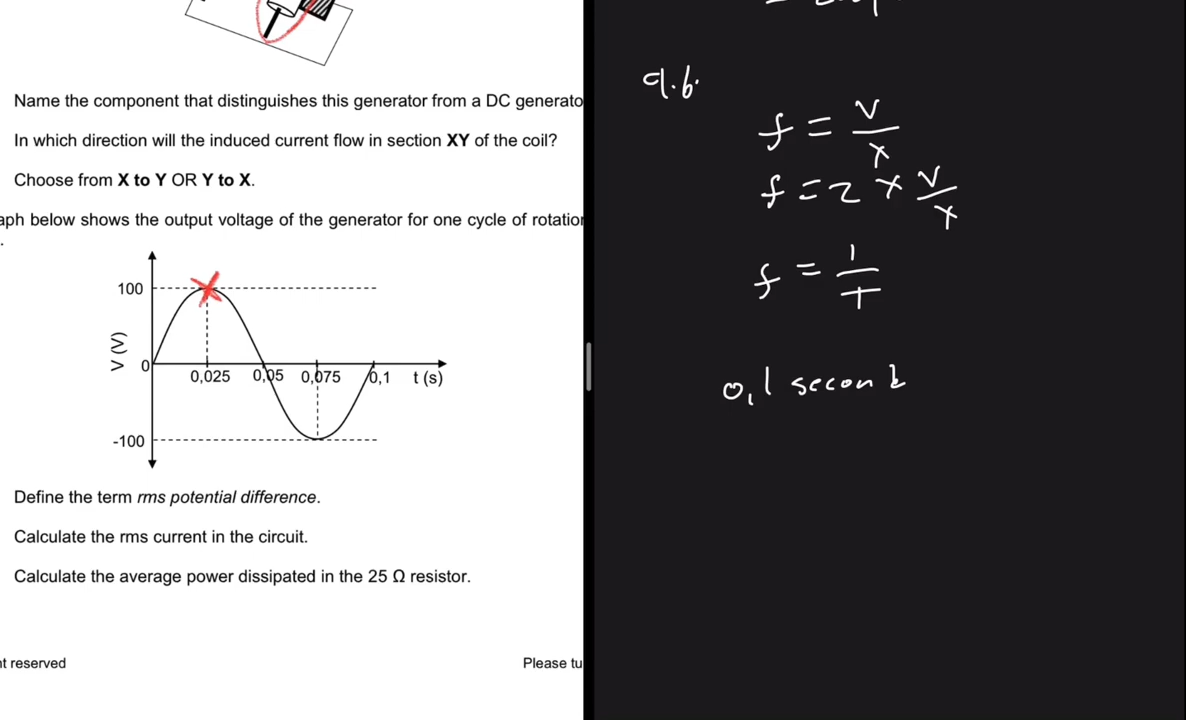 Name the component that distinguishes this generator from a DC generato
In which direction will the induced current flow in section XY of the coil?
Choose from X to Y OR Y to X.
aph below shows the output voltage of the generator for one cycle of rotation
.
100
V (V)
0
0,025 0,05 0,075 0,1 t (s)
-100
Define the term rms potential difference.
Calculate the rms current in the circuit.
Calculate the average power dissipated in the 25 Ω resistor.
nt reserved
Please tu
9.6.
f = v/x
f = 2 x v/x
f = 1/T
0,1 second